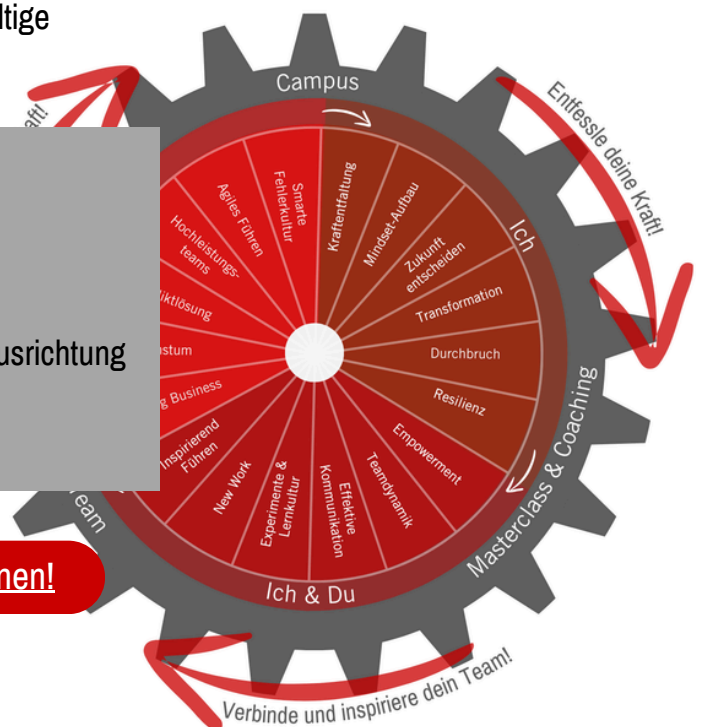 ltige
Campus
Entfessle deine Kraft!
aft!
Ich
Kraftentfaltung
Mindset-Aufbau
Zukunft
entscheiden
Transformation
Durchbruch
Resilienz
Masterclass & Coaching
Empowerment
Teamdynamik
Effektive
Kommunikation
Experimente &
Lernkultur
New Work
Inspirierend
Führen
Ich & Du
Verbinde und inspiriere dein Team!
g Business
stum
iktlösung
Hochleistungs-
teams
Agiles Führen
Smarte
Fehlerkultur
usrichtung
Team
nen!